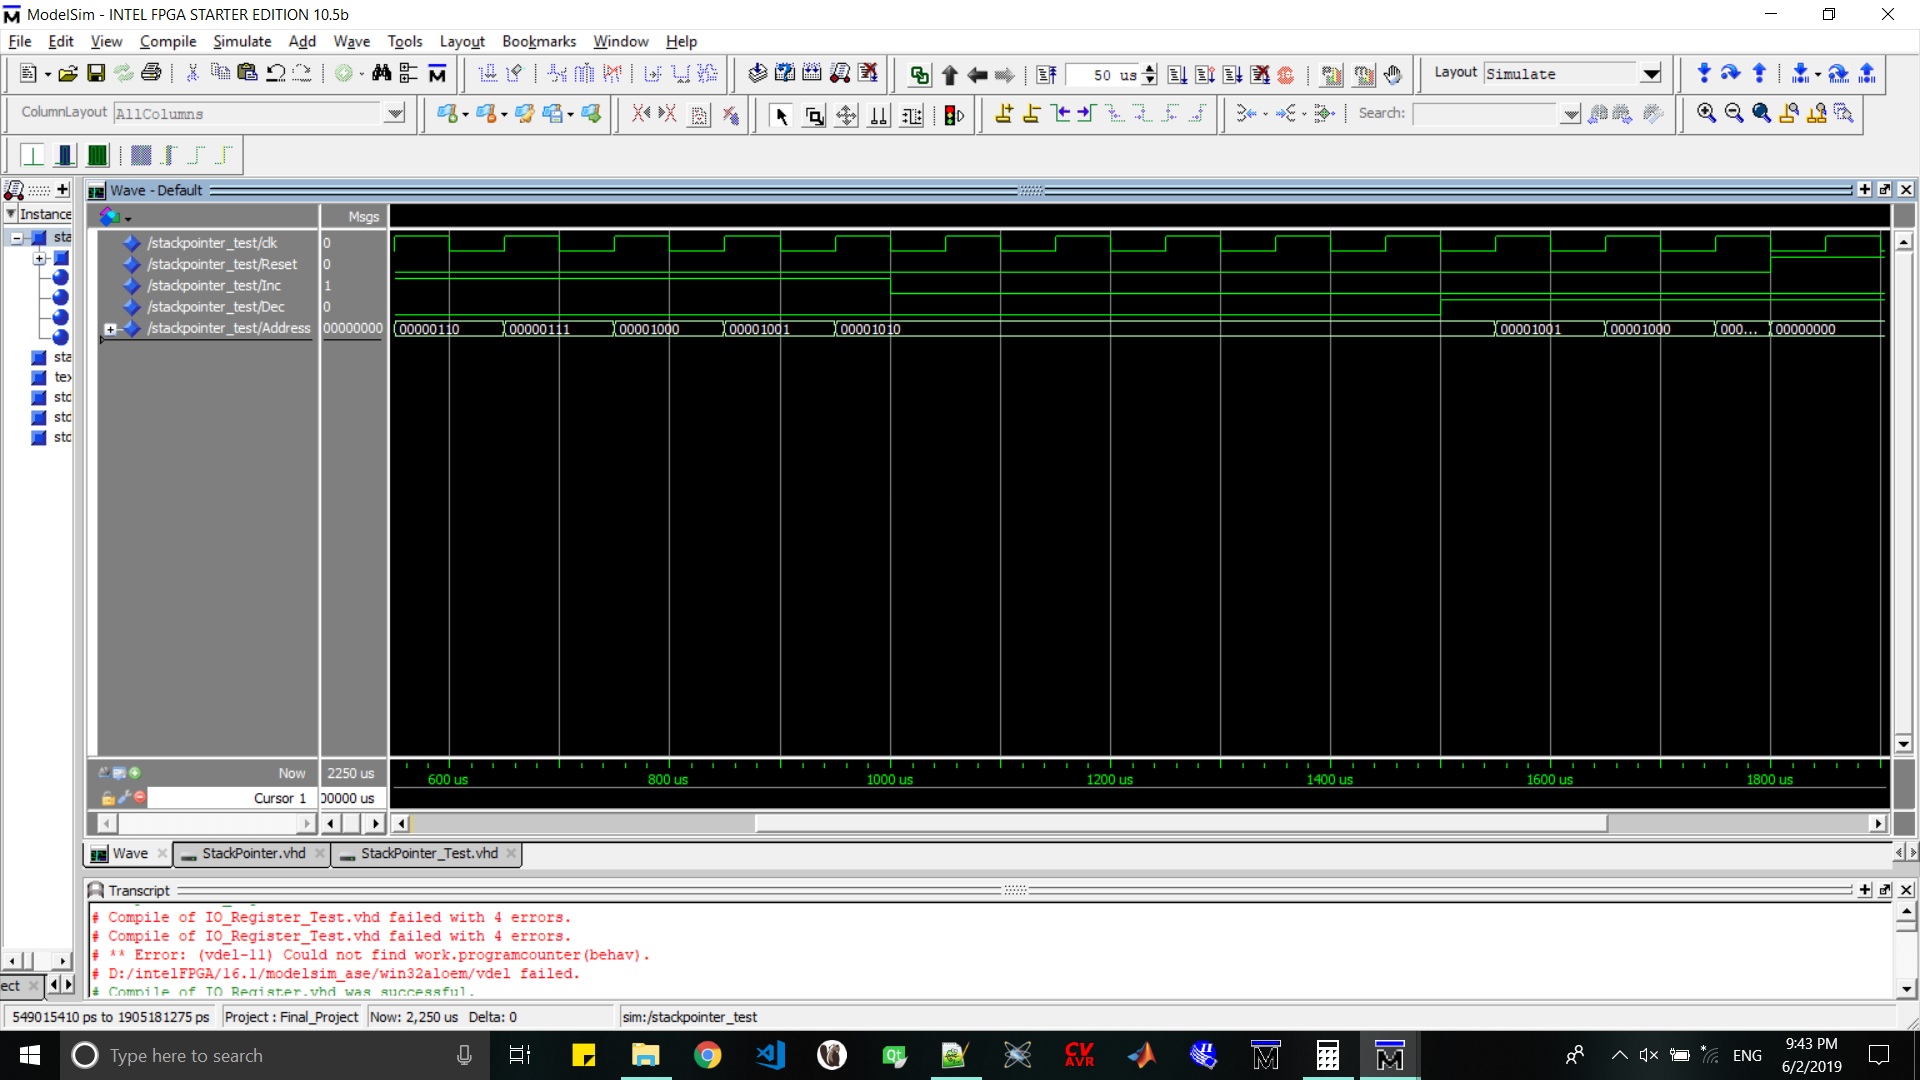 ModelSim - INTEL FPGA STARTER EDITION 10.5b
File Edit View Compile Simulate Add Wave Tools Layout Bookmarks Window Help
50 us
Layout Simulate
ColumnLayout AllColumns
Search:
Wave - Default
Instance
Msgs
sta
/stackpointer_test/clk 0
/stackpointer_test/Reset 0
/stackpointer_test/Inc 1
/stackpointer_test/Dec 0
/stackpointer_test/Address 00000000 00000110 00000111 00001000 00001001 00001010 00001001 00001000 000... 00000000
sta
tex
std
std
std
Now 2250 us 600 us 800 us 1000 us 1200 us 1400 us 1600 us 1800 us
Cursor 1 00000 us
Wave StackPointer.vhd StackPointer_Test.vhd
Transcript
# Compile of IO_Register_Test.vhd failed with 4 errors.
# Compile of IO_Register_Test.vhd failed with 4 errors.
# ** Error: (vdel-11) Could not find work.programcounter(behav).
# D:/intelFPGA/16.1/modelsim_ase/win32aloem/vdel failed.
# Compile of IO_Register.vhd was successful.
ect
549015410 ps to 1905181275 ps Project : Final_Project Now: 2,250 us Delta: 0 sim:/stackpointer_test
Type here to search
CV
AVR
Qt
ENG
9:43 PM
6/2/2019